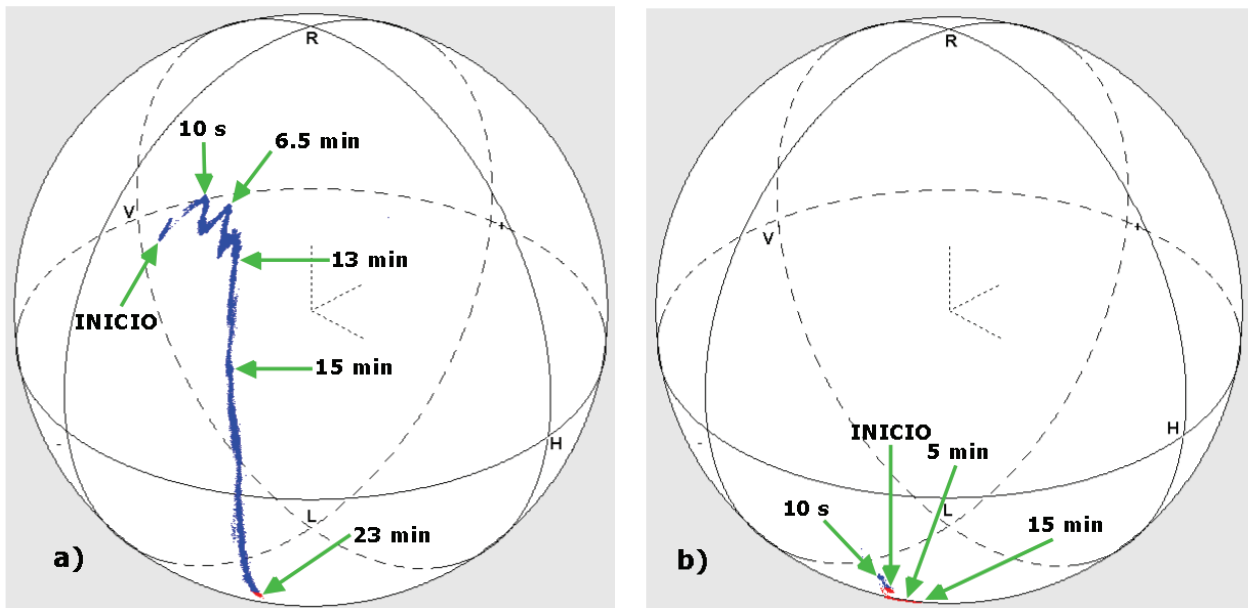 R
10 s
6.5 min
V
+
13 min
INICIO
15 min
-
H
L
23 min
a)
R
V
+
H
INICIO
-
5 min
10 s
L
15 min
b)